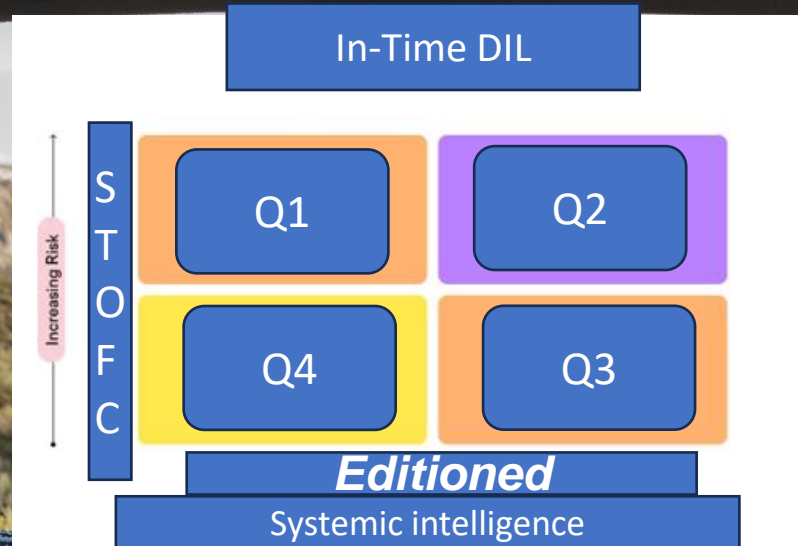 In-Time DIL
Increasing Risk
S
T
O
F
C
Q1
Q2
Q4
Q3
Editioned
Systemic intelligence